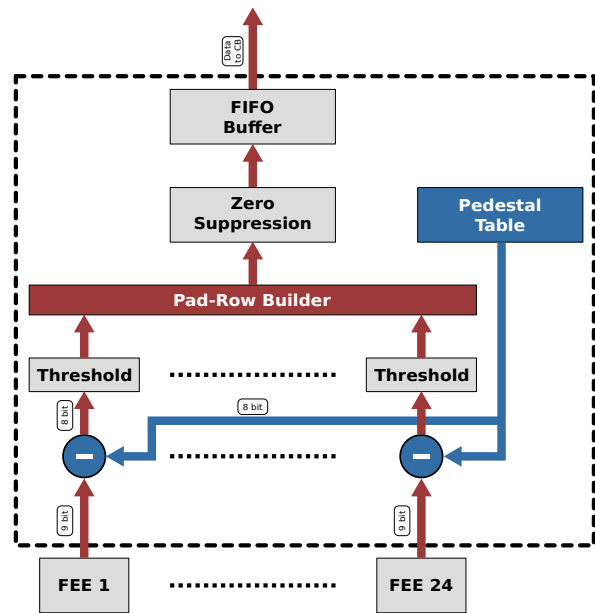 Data
to CB
FIFO
Buffer
Zero
Suppression
Pedestal
Table
Pad-Row Builder
Threshold
Threshold
8 bit
8 bit
9 bit
9 bit
FEE 1
FEE 24